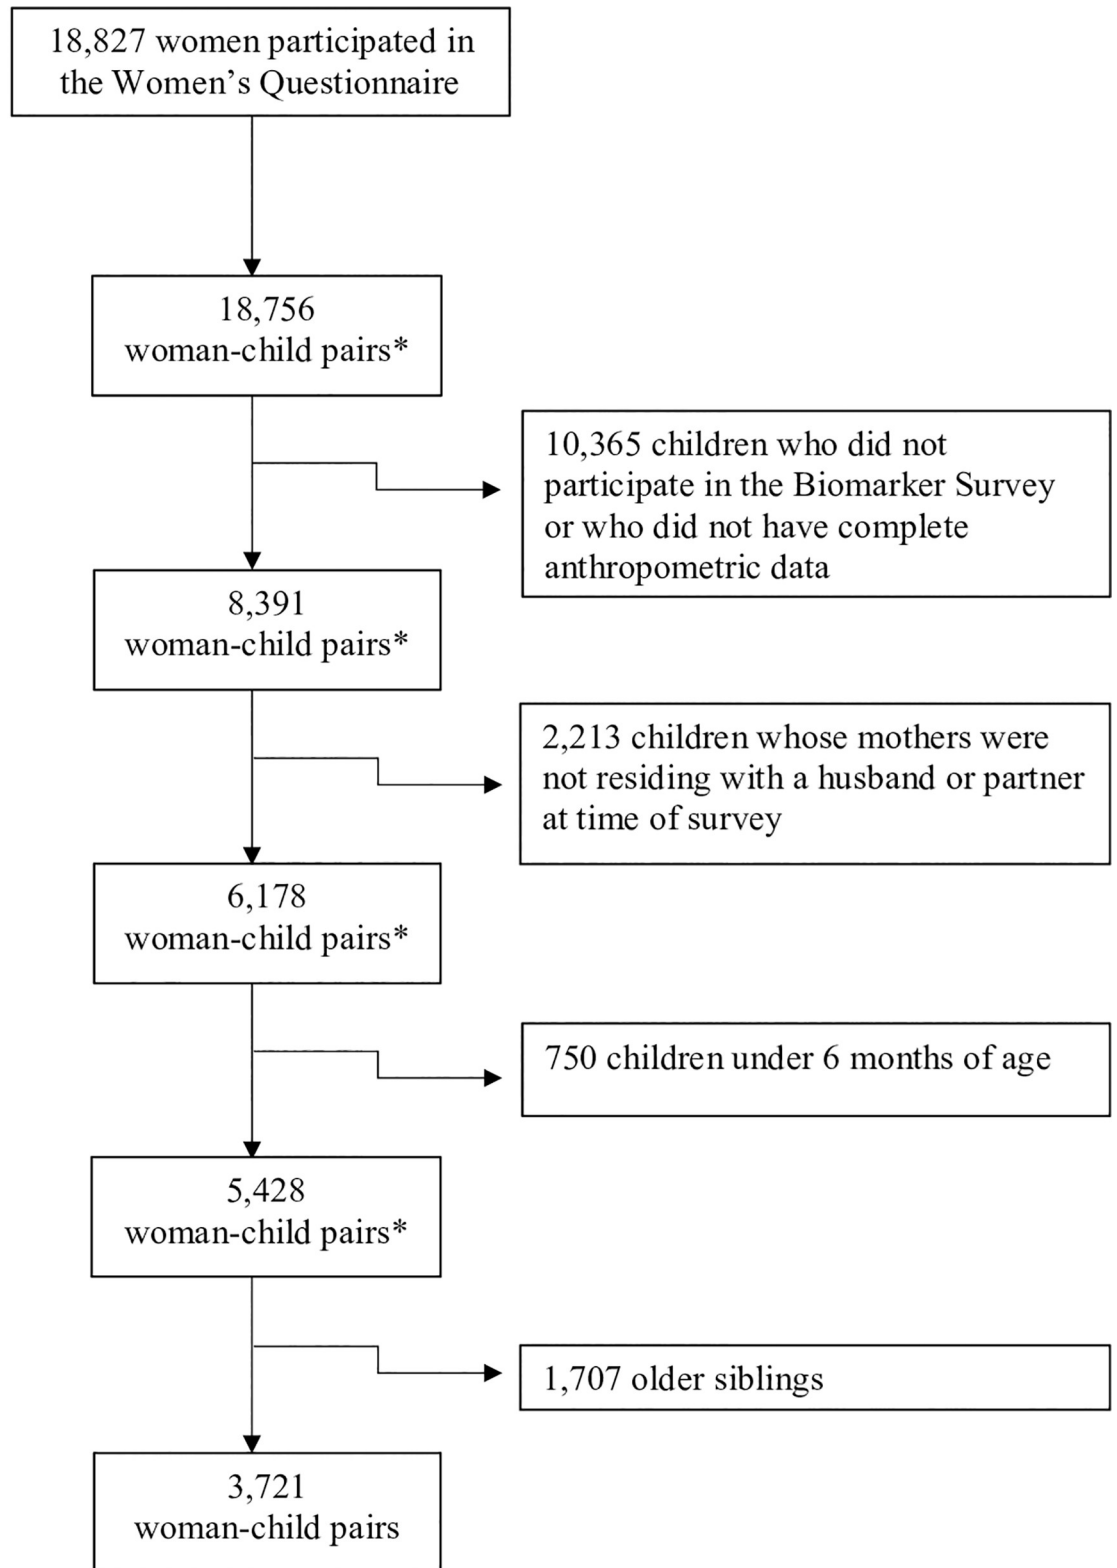 18,827 women participated in
the Women’s Questionnaire
18,756
woman-child pairs*
10,365 children who did not
participate in the Biomarker Survey
or who did not have complete
anthropometric data
8,391
woman-child pairs*
2,213 children whose mothers were
not residing with a husband or partner
at time of survey
6,178
woman-child pairs*
750 children under 6 months of age
5,428
woman-child pairs*
1,707 older siblings
3,721
woman-child pairs